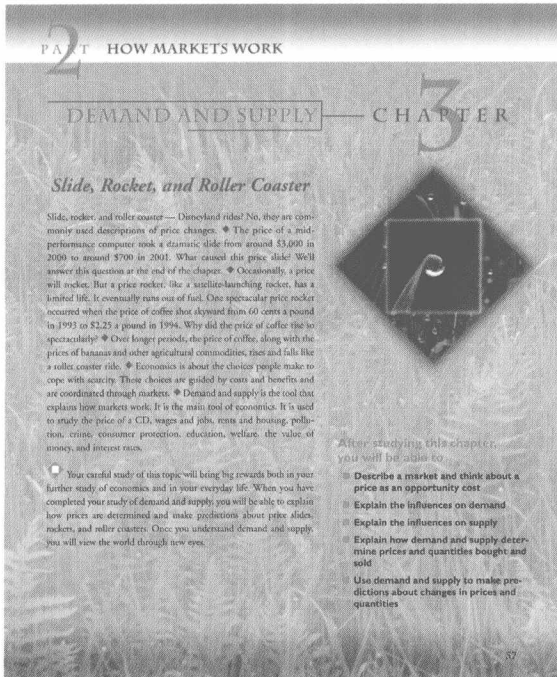 PART 2 HOW MARKETS WORK
DEMAND AND SUPPLY
CHAPTER 3
Slide, Rocket, and Roller Coaster
Slide, rocket, and roller coaster — Disneyland rides? No, they are com-
monly used descriptions of price changes. ◆ The price of a mid-
performance computer took a dramatic slide from around $3,000 in
2000 to around $700 in 2001. What caused this price slide? We'll
answer this question at the end of the chapter. ◆ Occasionally, a price
will rocket. But a price rocket, like a satellite-launching rocket, has a
limited life. It eventually runs out of fuel. One spectacular price rocket
occurred when the price of coffee shot skyward from 60 cents a pound
in 1993 to $2.25 a pound in 1994. Why did the price of coffee rise so
spectacularly? ◆ Over longer periods, the price of coffee, along with the
prices of bananas and other agricultural commodities, rises and falls like
a roller coaster ride. ◆ Economics is about the choices people make to
cope with scarcity. These choices are guided by costs and benefits and
are coordinated through markets. ◆ Demand and supply is the tool that
explains how markets work. It is the main tool of economics. It is used
to study the price of a CD, wages and jobs, rents and housing, pollu-
tion, crime, consumer protection, education, welfare, the value of
money, and interest rates.
Your careful study of this topic will bring big rewards both in your
further study of economics and in your everyday life. When you have
completed your study of demand and supply, you will be able to explain
how prices are determined and make predictions about price slides,
rockets, and roller coasters. Once you understand demand and supply,
you will view the world through new eyes.
After studying this chapter,
you will be able to
Describe a market and think about a
price as an opportunity cost
Explain the influences on demand
Explain the influences on supply
Explain how demand and supply deter-
mine prices and quantities bought and
sold
Use demand and supply to make pre-
dictions about changes in prices and
quantities
57